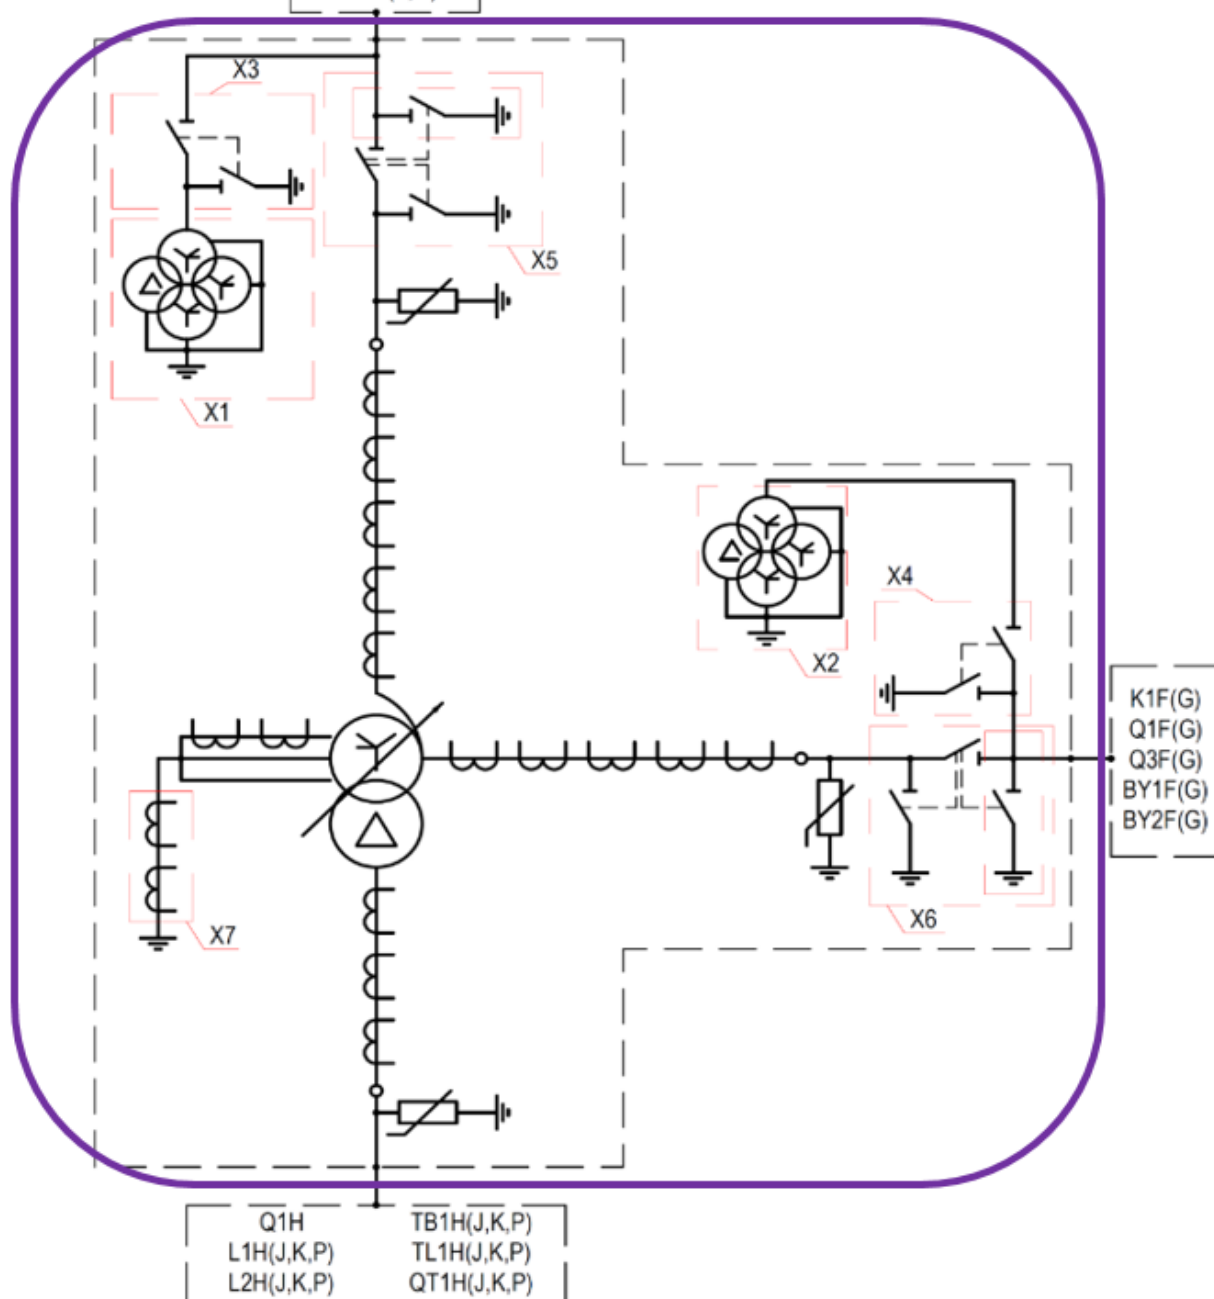 X3
X5
X1
X4
X2
K1F(G)
Q1F(G)
Q3F(G)
BY1F(G)
BY2F(G)
X6
X7
Q1H TB1H(J,K,P)
L1H(J,K,P) TL1H(J,K,P)
L2H(J,K,P) QT1H(J,K,P)